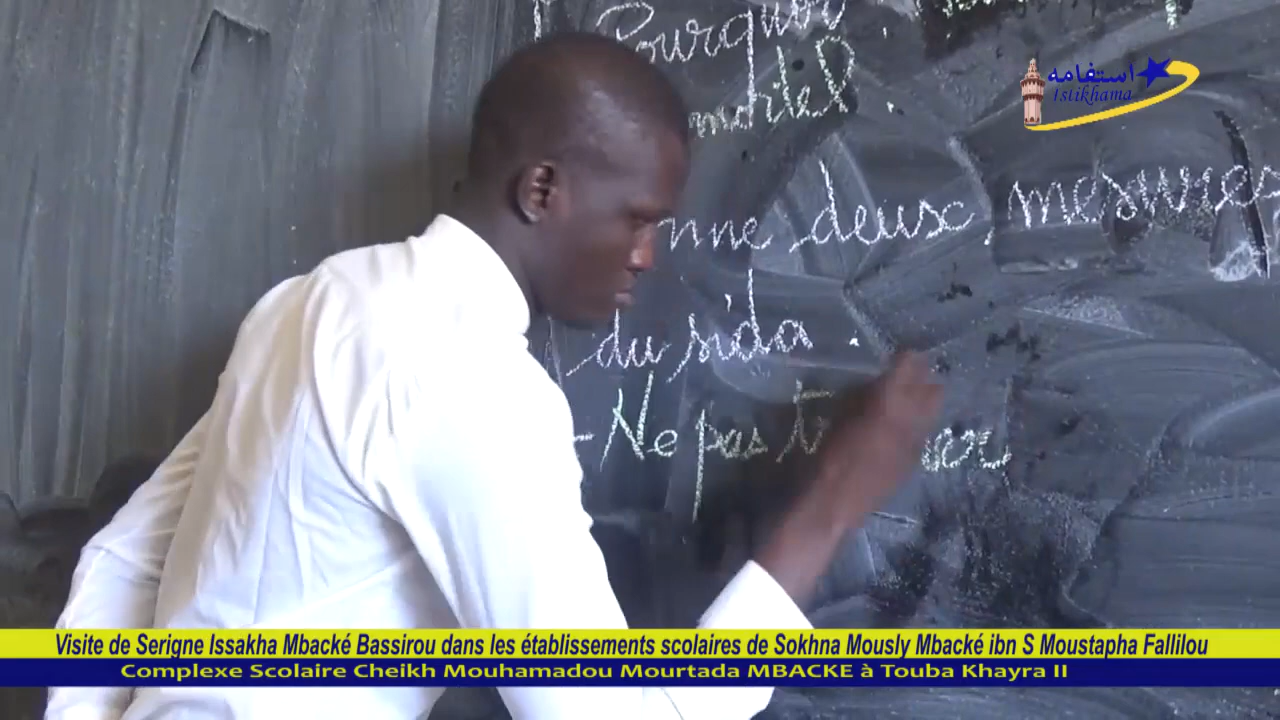 Pourquoi
mortel?
استقامه
Istikhama
nne deux mesures
du sida.
- Ne pas
Visite de Serigne Issakha Mbacké Bassirou dans les établissements scolaires de Sokhna Mously Mbacké ibn S Moustapha Fallilou
Complexe Scolaire Cheikh Mouhamadou Mourtada MBACKE à Touba Khayra II